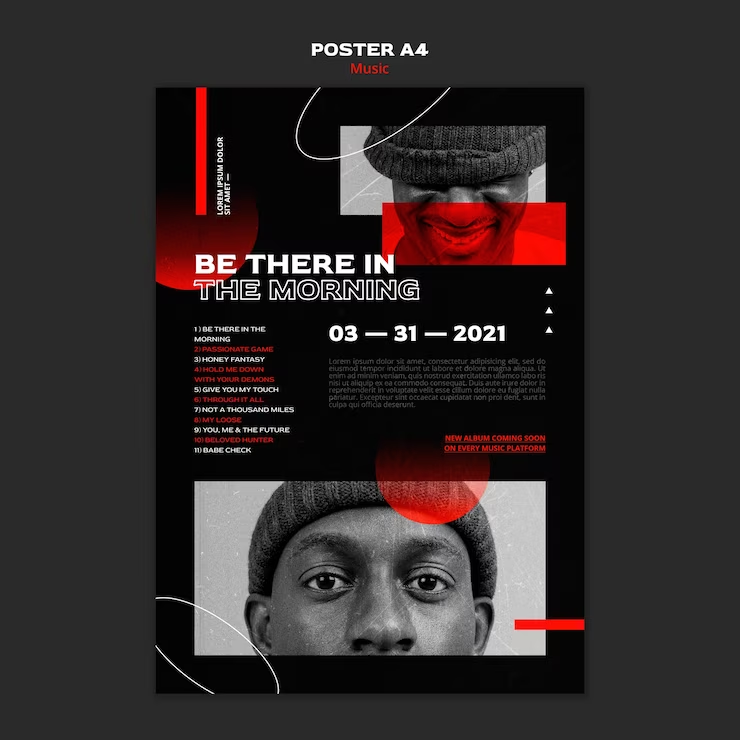 POSTER A4
Music
LOREM IPSUM DOLOR
SIT AMET —
BE THERE IN
THE MORNING
1 ) BE THERE IN THE
MORNING
2) PASSIONATE GAME
3) HONEY FANTASY
4) HOLD ME DOWN
WITH YOUR DEMONS
5) GIVE YOU MY TOUCH
6) THROUGH IT ALL
7) NOT A THOUSAND MILES
8) MY LOOSE
9) YOU, ME & THE FUTURE
10) BELOVED HUNTER
11) BABE CHECK
03 — 31 — 2021
Lorem ipsum dolor sit amet, consectetur adipisicing elit, sed do
eiusmod tempor incididunt ut labore et dolore magna aliqua. Ut
enim ad minim veniam, quis nostrud exercitation ullamco laboris
nisi ut aliquip ex ea commodo consequat. Duis aute irure dolor in
reprehenderit in voluptate velit esse cillum dolore eu fugiat nulla
pariatur. Excepteur sint occaecat cupidatat non proident, sunt in
culpa qui officia deserunt.
NEW ALBUM COMING SOON
ON EVERY MUSIC PLATFORM